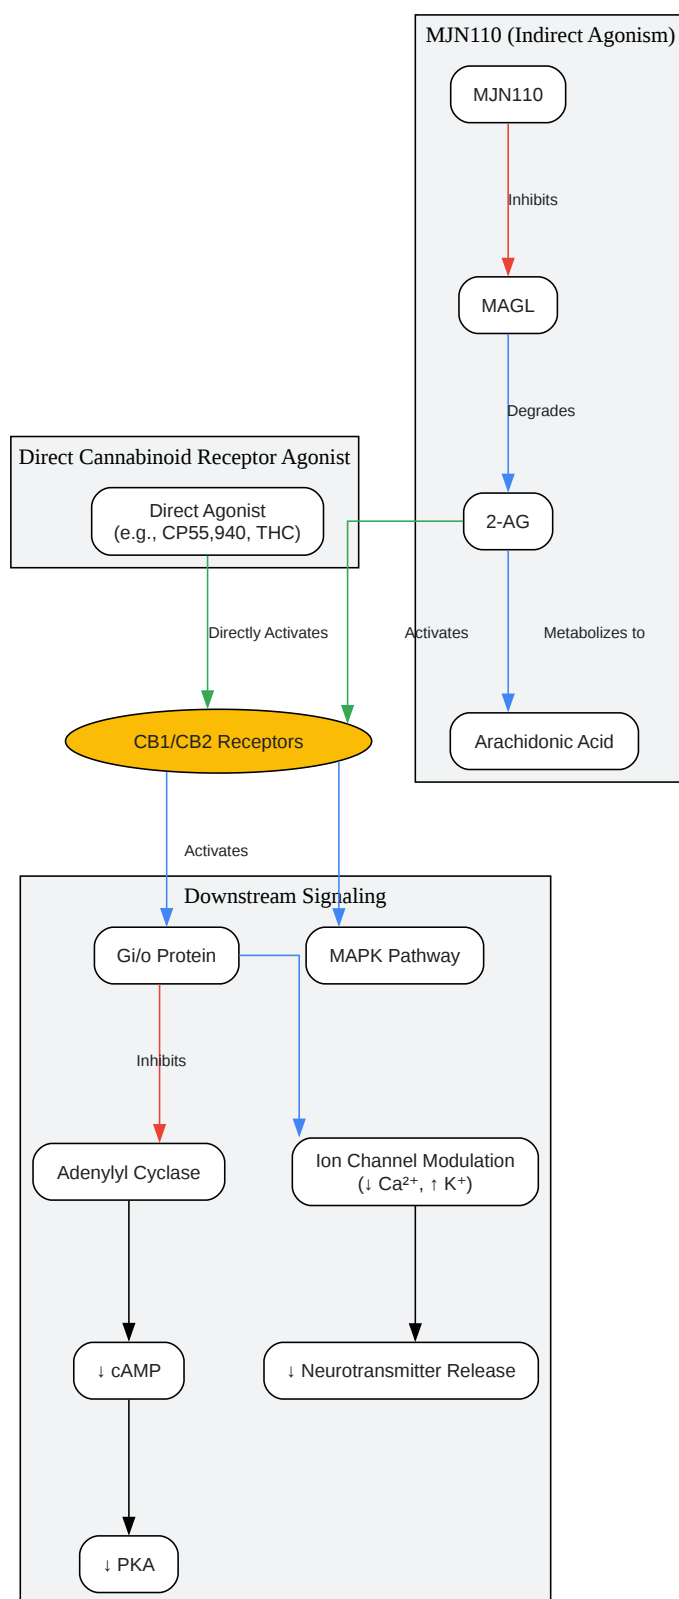 MJN110 (Indirect Agonism)
MJN110
Inhibits
MAGL
Degrades
Direct Cannabinoid Receptor Agonist
Direct Agonist
(e.g., CP55,940, THC)
2-AG
Directly Activates
Activates
Metabolizes to
CB1/CB2 Receptors
Arachidonic Acid
Activates
Downstream Signaling
Gi/o Protein
MAPK Pathway
Inhibits
Adenylyl Cyclase
Ion Channel Modulation
(↓ Ca²⁺, ↑ K⁺)
↓ cAMP
↓ Neurotransmitter Release
↓ PKA